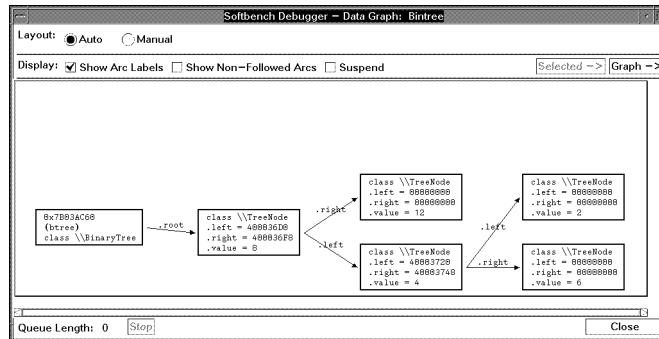 Softbench Debugger – Data Graph: Bintree
Layout: Auto Manual
Display: Show Arc Labels Show Non–Followed Arcs Suspend Selected –> Graph –>
class \\TreeNode
.left = 00000000
.right = 00000000
.value = 12
class \\TreeNode
.left = 00000000
.right = 00000000
.value = 2
.right
.left
0x7B03AC60
(btree)
class \\BinaryTree
.root
class \\TreeNode
.left = 400036D0
.right = 400036F8
.value = 8
.left
class \\TreeNode
.left = 40003720
.right = 40003748
.value = 4
.right
class \\TreeNode
.left = 00000000
.right = 00000000
.value = 6
Queue Length: 0 Stop Close